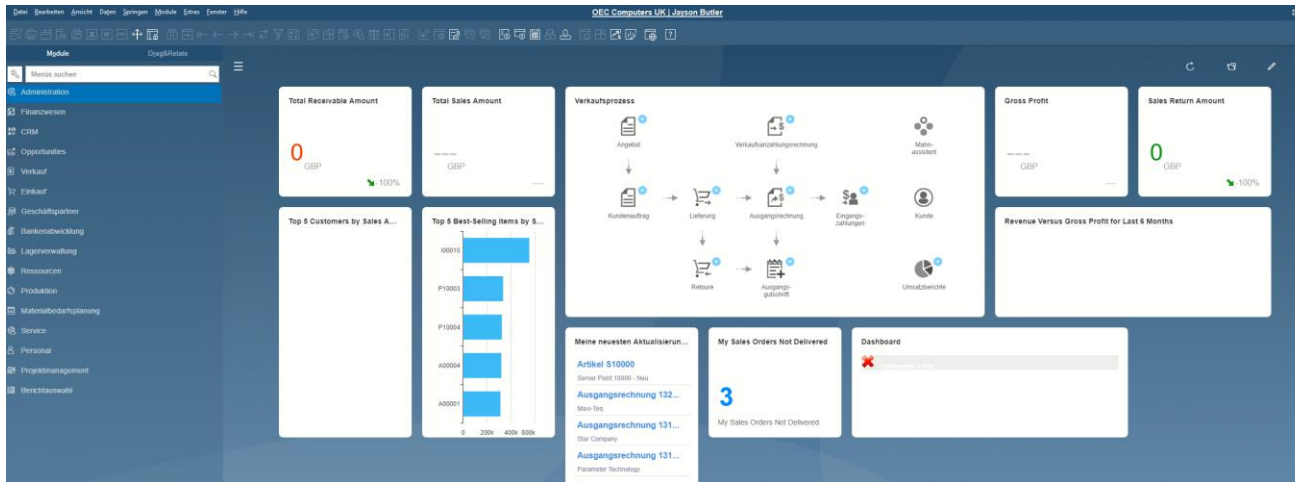 Datei Bearbeiten Ansicht Daten Springen Module Extras Fenster Hilfe
OEC Computers UK | Jayson Butler
Module
Drag&Relate
Menüs suchen
Administration
Finanzwesen
CRM
Opportunities
Verkauf
Einkauf
Geschäftspartner
Bankenabwicklung
Lagerverwaltung
Ressourcen
Produktion
Materialbedarfsplanung
Service
Personal
Projektmanagement
Berichtauswahl
Total Receivable Amount
0
GBP
-100%
Total Sales Amount
---
GBP
Verkaufsprozess
Angebot
Verkaufsanzahlungsrechnung
Mahn-
assistent
Kundenauftrag
Lieferung
Ausgangsrechnung
Eingangs-
zahlungen
Kunde
Retoure
Ausgangs-
gutschrift
Umsatzberichte
Gross Profit
---
GBP
Sales Return Amount
0
GBP
-100%
Top 5 Customers by Sales A...
Top 5 Best-Selling Items by S...
I00010
P10003
P10004
A00004
A00001
0 200k 400k 600k
Revenue Versus Gross Profit for Last 6 Months
Meine neuesten Aktualisierun...
Artikel S10000
Server Point 10000 - Neu
Ausgangsrechnung 132...
Maxi-Teq
Ausgangsrechnung 131...
Star Company
Ausgangsrechnung 131...
Parameter Technology
My Sales Orders Not Delivered
3
My Sales Orders Not Delivered
Dashboard